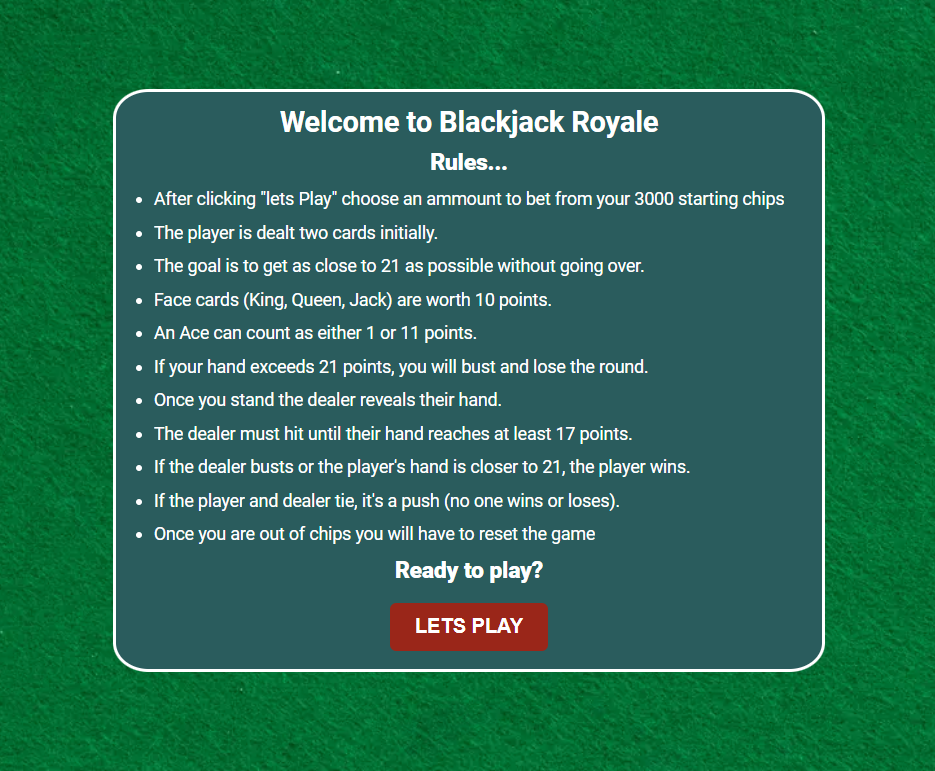 Welcome to Blackjack Royale
Rules...
After clicking "lets Play" choose an ammount to bet from your 3000 starting chips
The player is dealt two cards initially.
The goal is to get as close to 21 as possible without going over.
Face cards (King, Queen, Jack) are worth 10 points.
An Ace can count as either 1 or 11 points.
If your hand exceeds 21 points, you will bust and lose the round.
Once you stand the dealer reveals their hand.
The dealer must hit until their hand reaches at least 17 points.
If the dealer busts or the player's hand is closer to 21, the player wins.
If the player and dealer tie, it's a push (no one wins or loses).
Once you are out of chips you will have to reset the game
Ready to play?
LETS PLAY